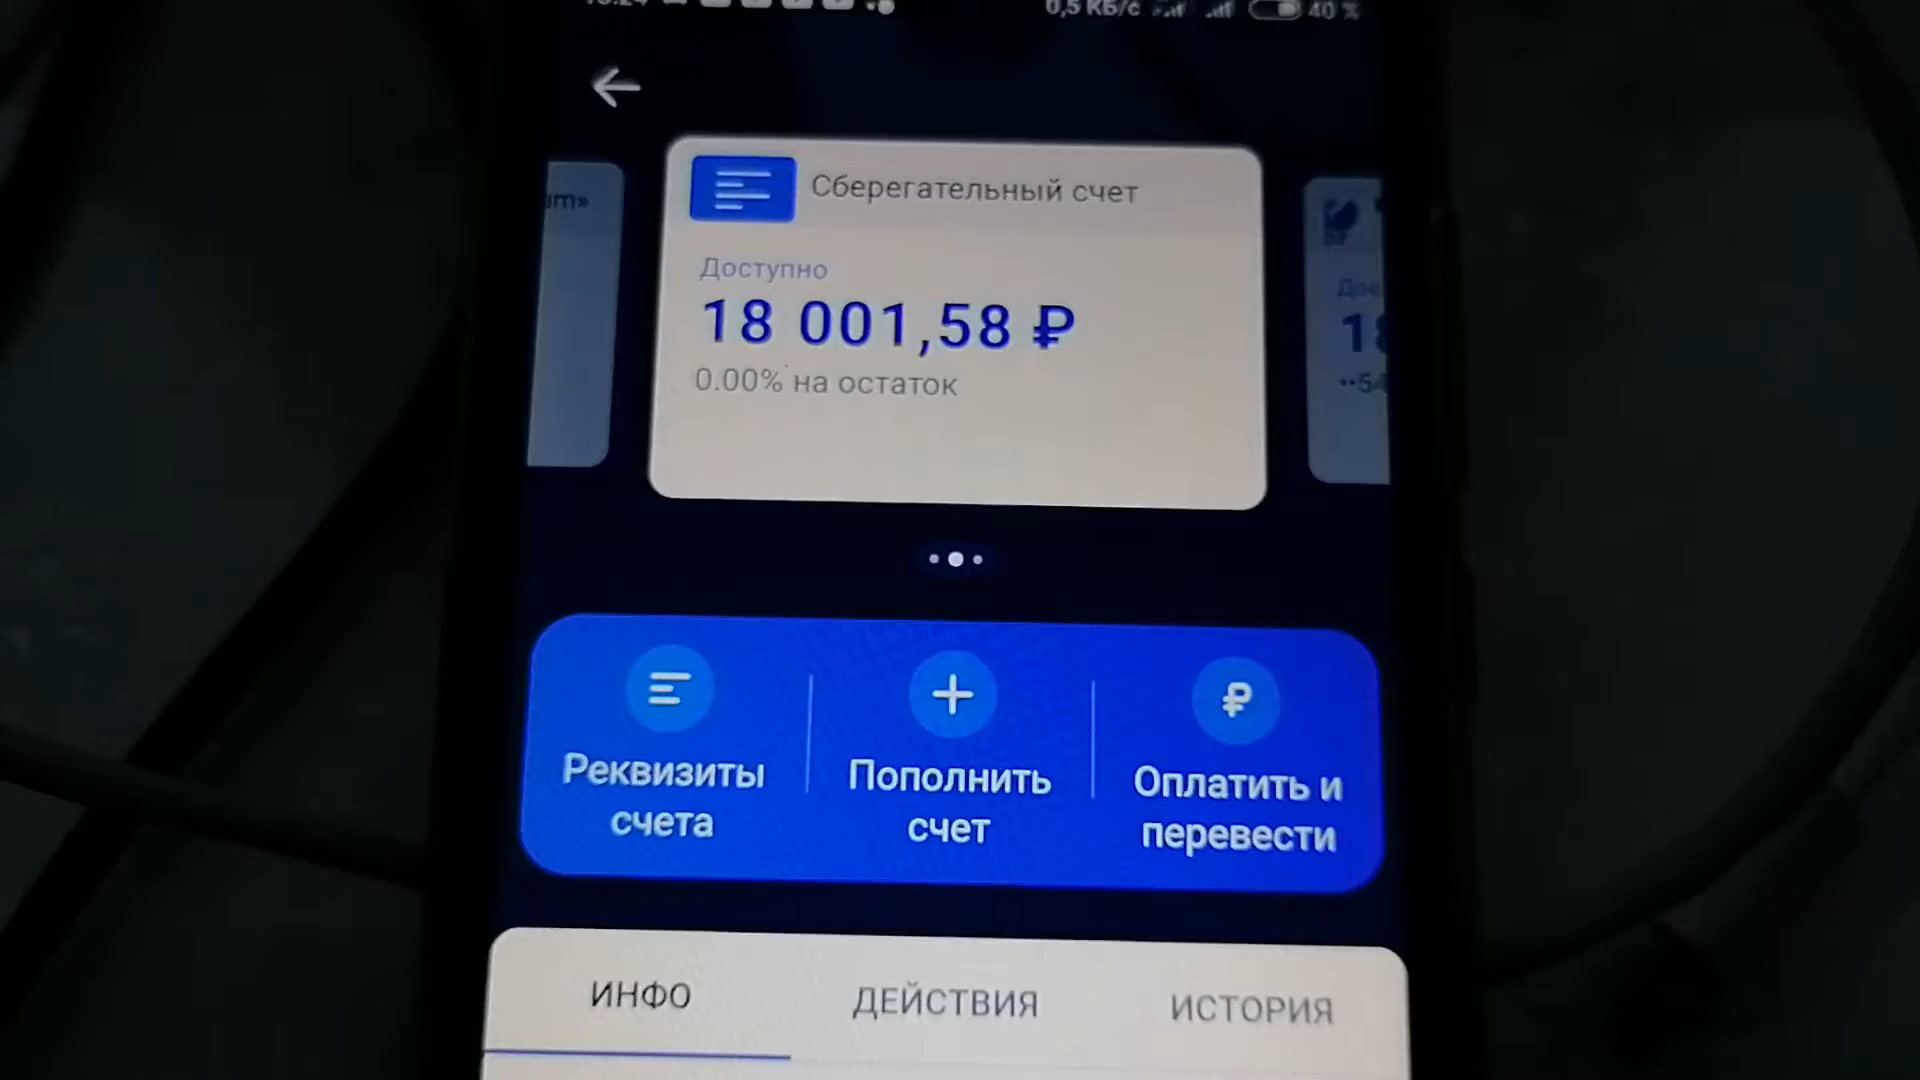 0,5 КБ/с 40 %
Сберегательный счет
Доступно
18 001,58 ₽
0.00% на остаток
Реквизиты
счета
Пополнить
счет
Оплатить и
перевести
ИНФО ДЕЙСТВИЯ ИСТОРИЯ